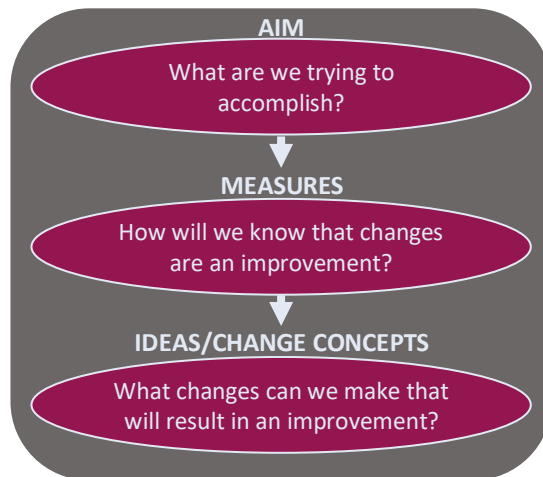 AIM
What are we trying to
accomplish?
MEASURES
How will we know that changes
are an improvement?
IDEAS/CHANGE CONCEPTS
What changes can we make that
will result in an improvement?